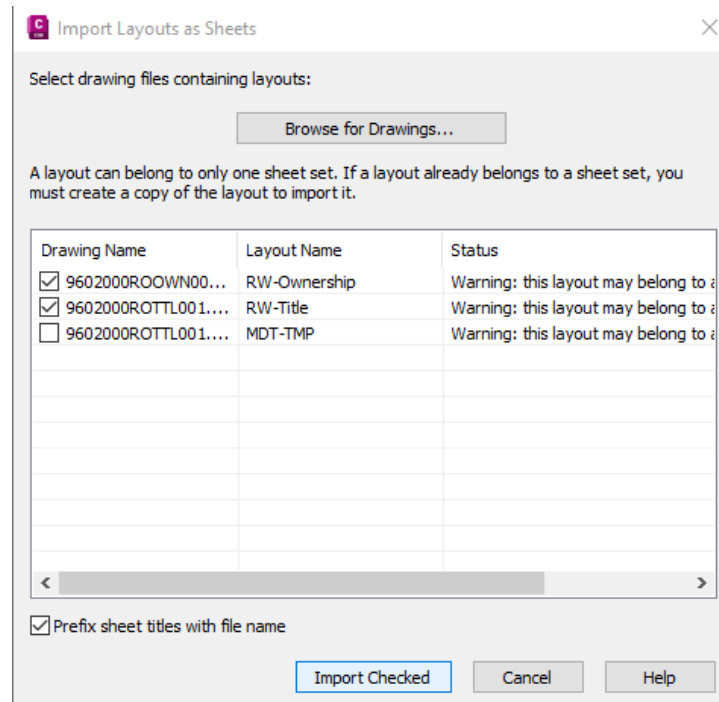 Import Layouts as Sheets
Select drawing files containing layouts:
Browse for Drawings...
A layout can belong to only one sheet set. If a layout already belongs to a sheet set, you
must create a copy of the layout to import it.
Drawing Name Layout Name Status
9602000ROOWN00... RW-Ownership Warning: this layout may belong to a
9602000ROTTL001.... RW-Title Warning: this layout may belong to a
9602000ROTTL001.... MDT-TMP Warning: this layout may belong to a
Prefix sheet titles with file name
Import Checked Cancel Help